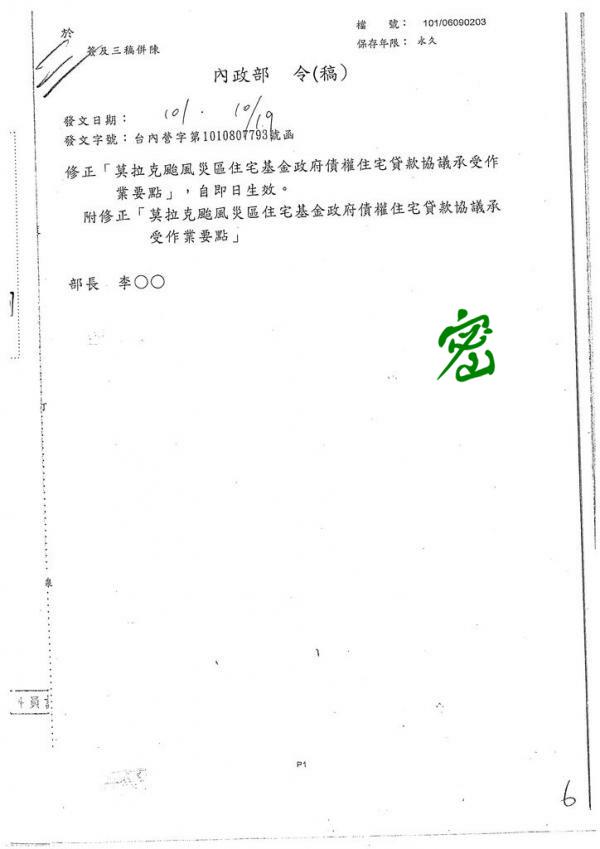 檔　　號： 101/06090203
保存年限： 永久
於
簽及三稿併陳
內政部　令(稿)
發文日期： 101. 10/19
發文字號：台內營字第1010807793號函
修正「莫拉克颱風災區住宅基金政府債權住宅貸款協議承受作
業要點」，自即日生效。
附修正「莫拉克颱風災區住宅基金政府債權住宅貸款協議承
受作業要點」
部長　李○○
密
P1
6